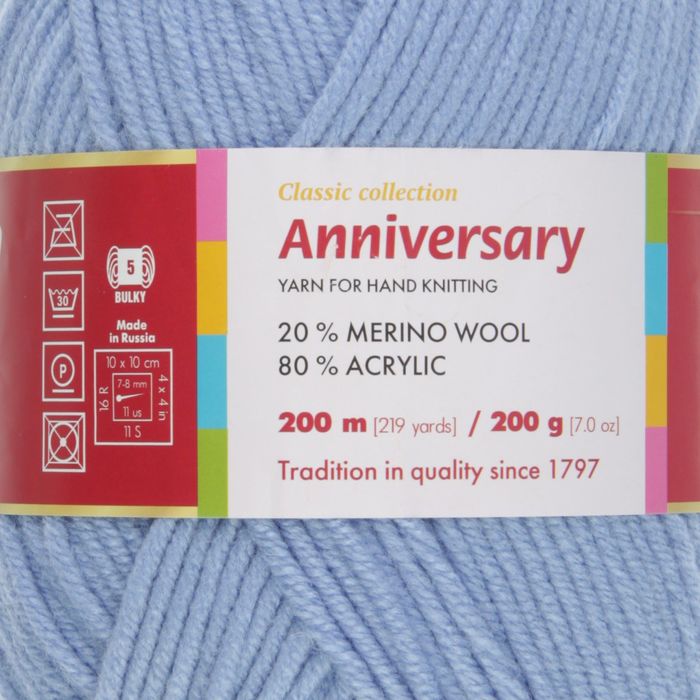 Classic collection
Anniversary
YARN FOR HAND KNITTING
20 % MERINO WOOL
80 % ACRYLIC
200 m [219 yards] / 200 g [7.0 oz]
Tradition in quality since 1797
5
BULKY
30
P
Made
in Russia
10 x 10 cm
16 R
7-8 mm
11 us
4 x 4 in
11 S